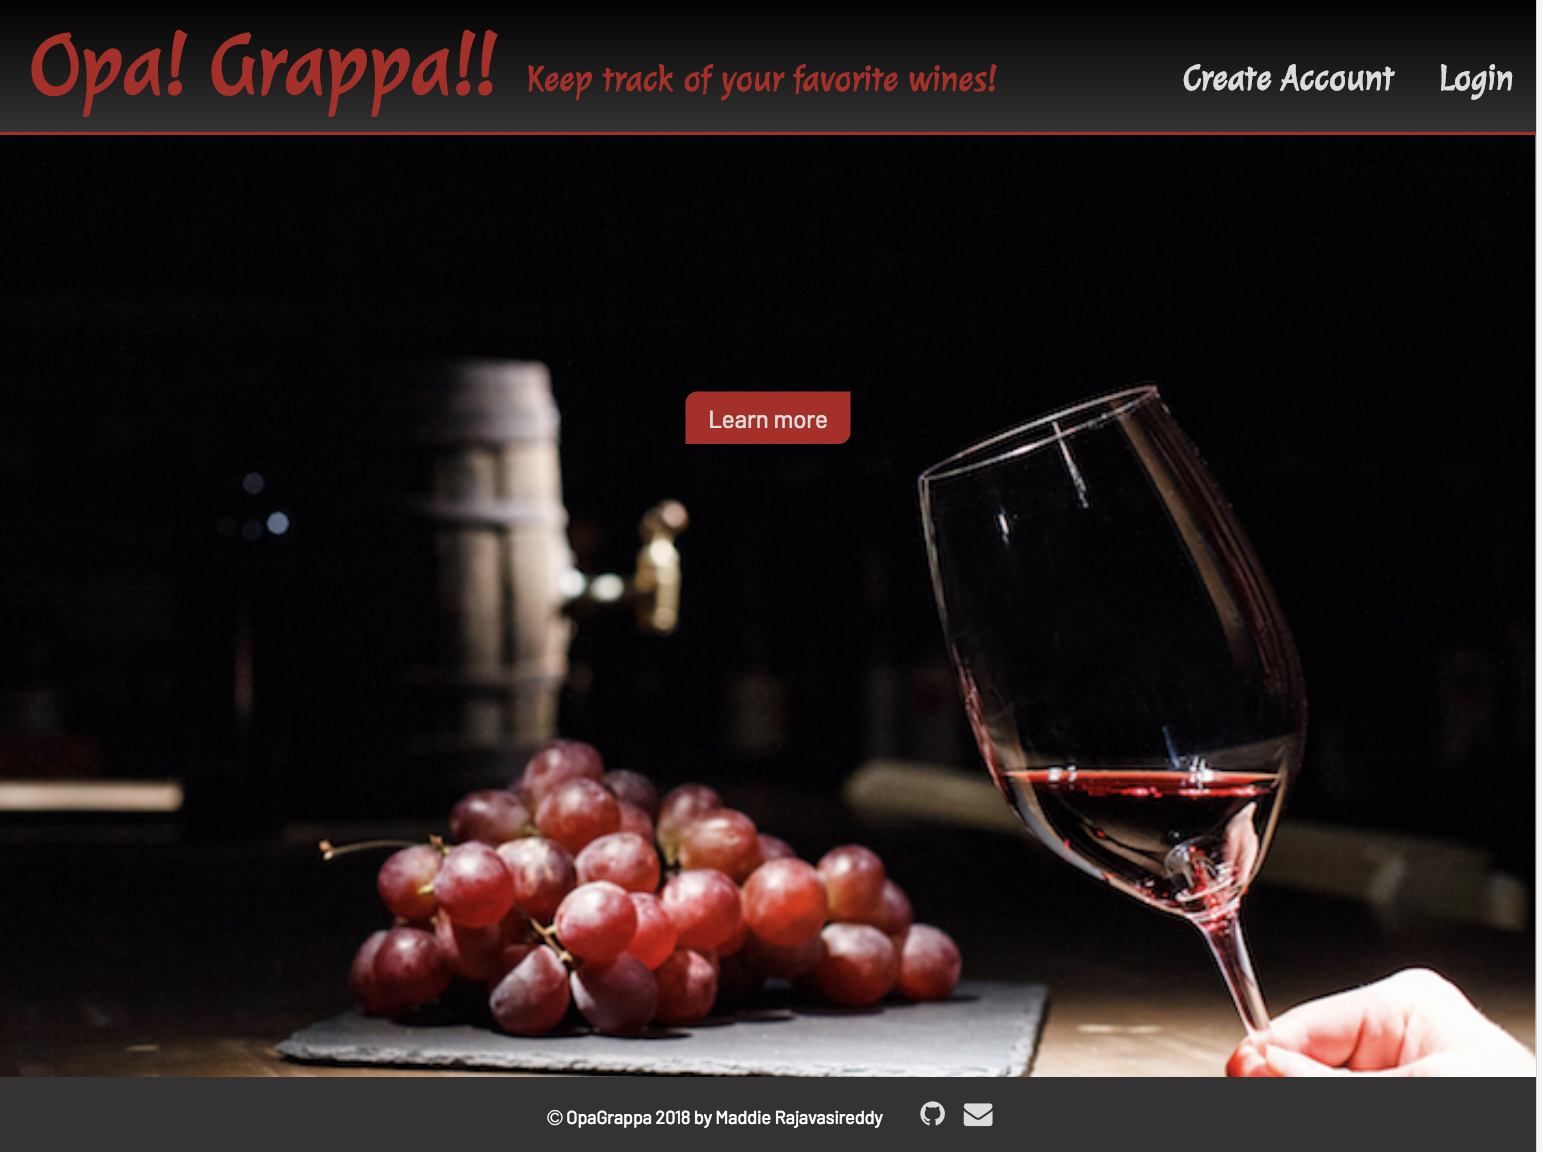 Opa! Grappa!! Keep track of your favorite wines! Create Account Login
Learn more
© OpaGrappa 2018 by Maddie Rajavasireddy